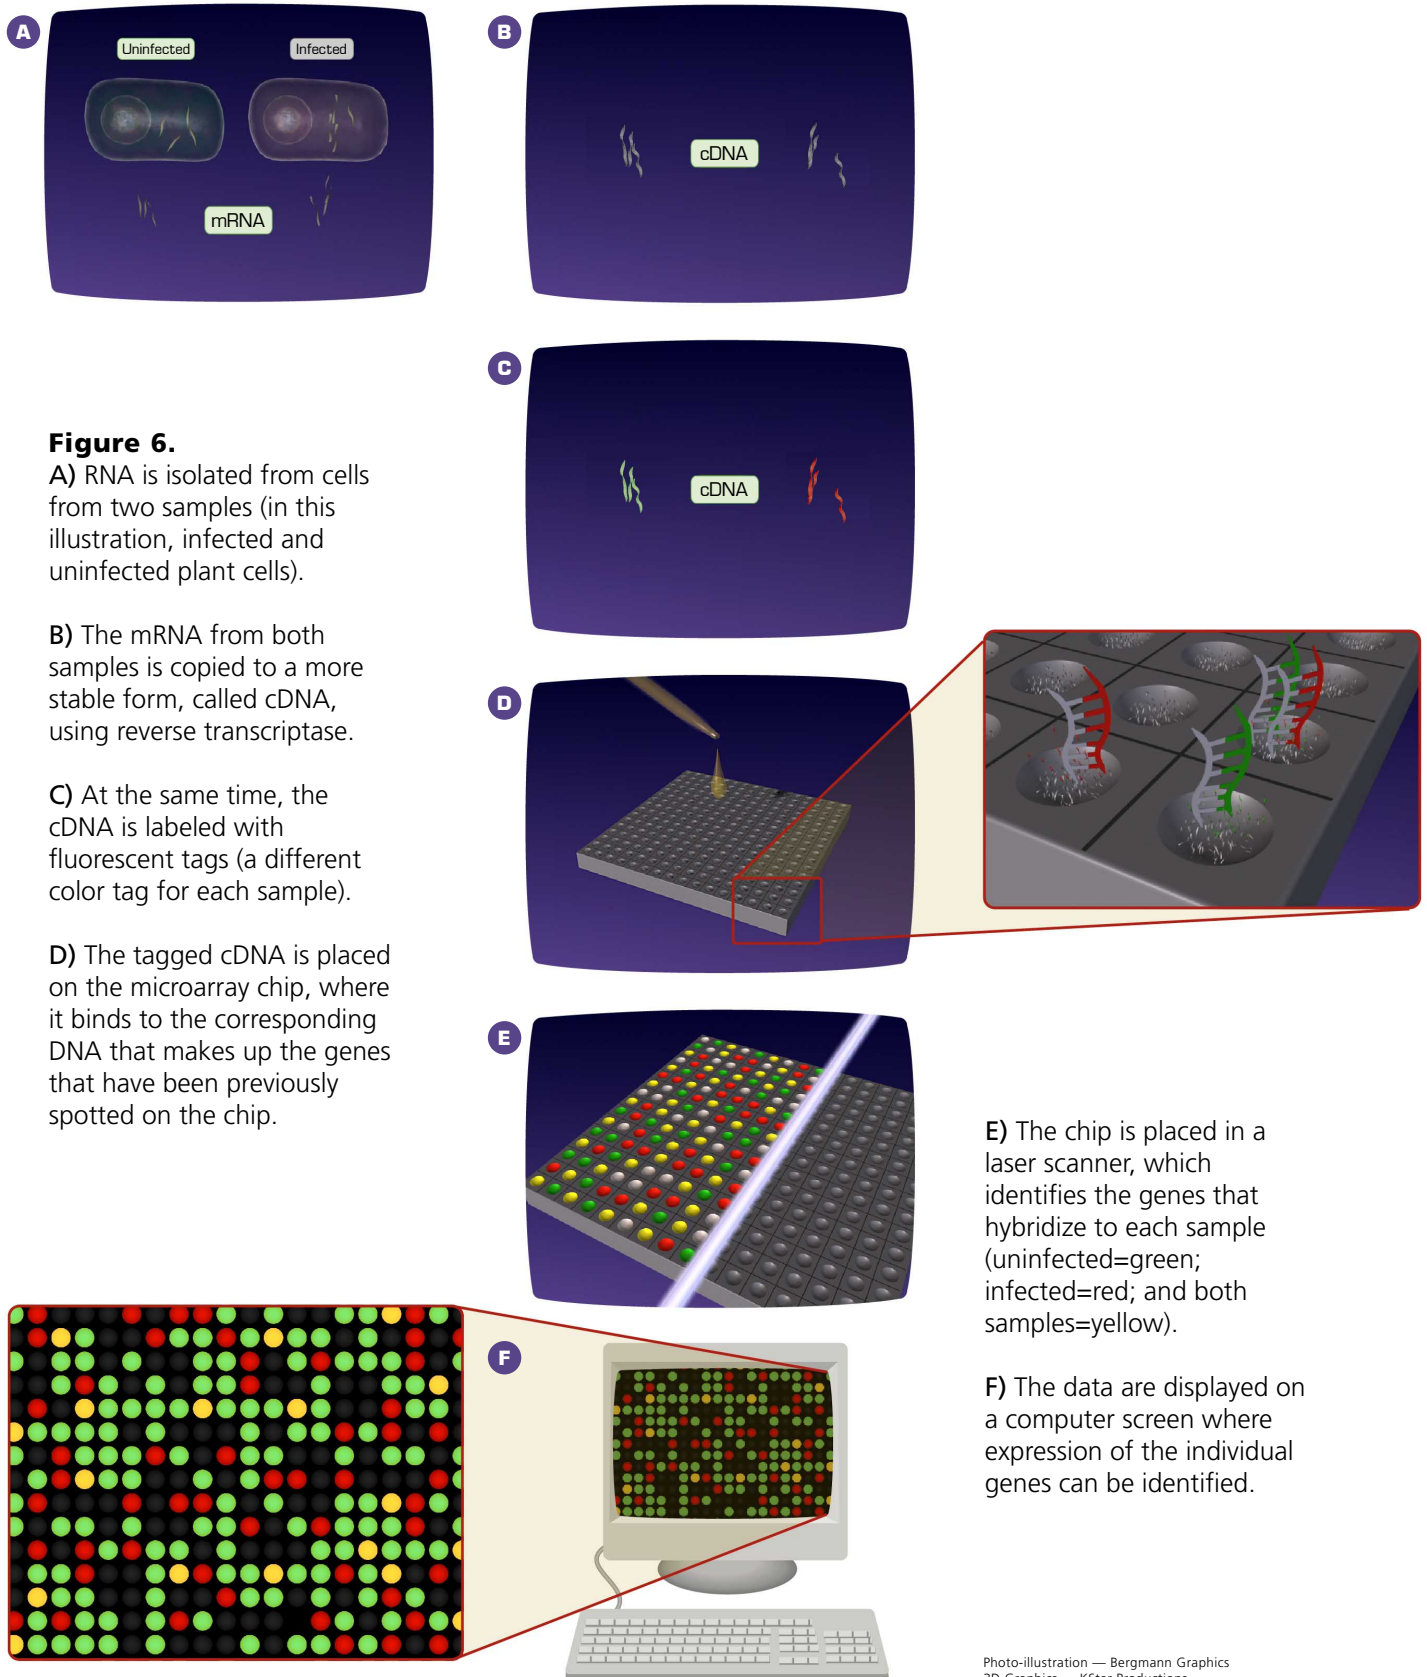 A
Uninfected
Infected
mRNA
B
cDNA
C
cDNA
Figure 6.
A) RNA is isolated from cells
from two samples (in this
illustration, infected and
uninfected plant cells).
B) The mRNA from both
samples is copied to a more
stable form, called cDNA,
using reverse transcriptase.
C) At the same time, the
cDNA is labeled with
fluorescent tags (a different
color tag for each sample).
D) The tagged cDNA is placed
on the microarray chip, where
it binds to the corresponding
DNA that makes up the genes
that have been previously
spotted on the chip.
D
E
E) The chip is placed in a
laser scanner, which
identifies the genes that
hybridize to each sample
(uninfected=green;
infected=red; and both
samples=yellow).
F
F) The data are displayed on
a computer screen where
expression of the individual
genes can be identified.
Photo-illustration — Bergmann Graphics
3D Graphics — KSter Productions